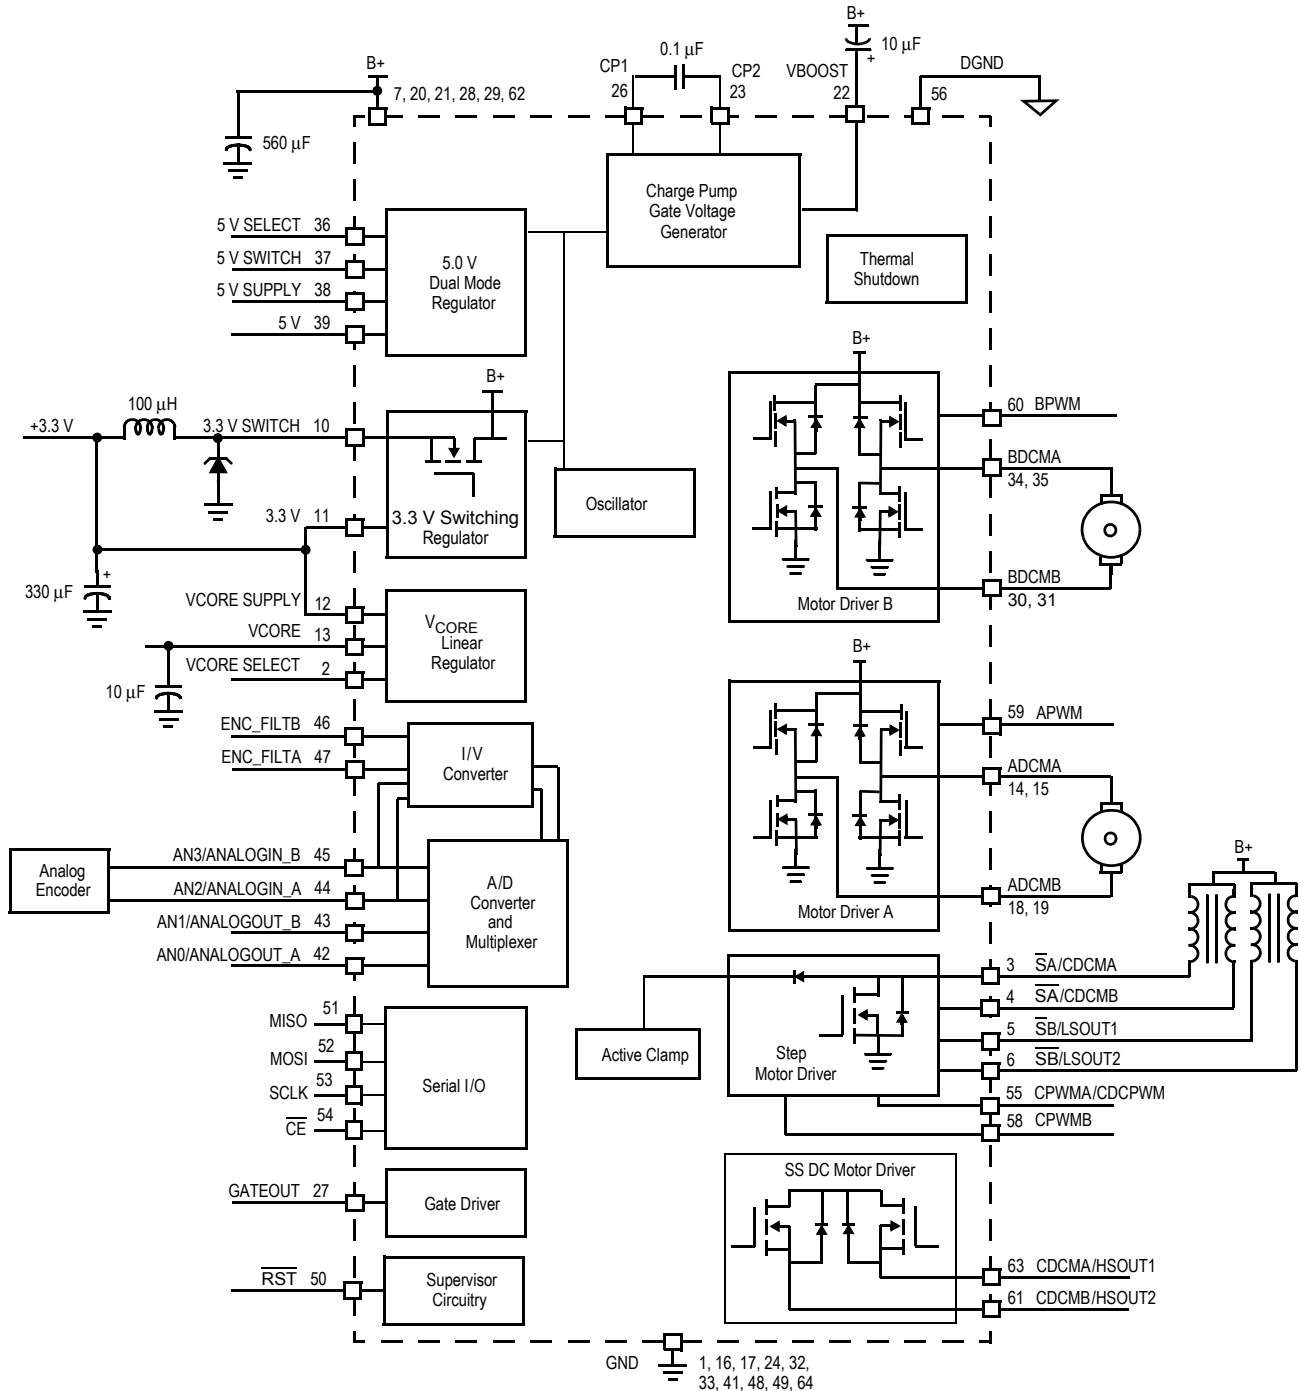 B+
7, 20, 21, 28, 29, 62
560 µF
CP1
26
0.1 µF
CP2
23
VBOOST
22
B+
10 µF
+
DGND
56
Charge Pump
Gate Voltage
Generator
Thermal
Shutdown
5 V SELECT 36
5 V SWITCH 37
5 V SUPPLY 38
5 V 39
5.0 V
Dual Mode
Regulator
B+
+3.3 V
100 µH
3.3 V SWITCH 10
3.3 V 11
3.3 V Switching
Regulator
Oscillator
330 µF
+
VCORE SUPPLY 12
VCORE 13
VCORE SELECT 2
10 µF
VCORE
Linear
Regulator
B+
Motor Driver B
60 BPWM
BDCMA
34, 35
BDCMB
30, 31
ENC_FILTB 46
ENC_FILTA 47
I/V
Converter
B+
Motor Driver A
59 APWM
ADCMA
14, 15
ADCMB
18, 19
Analog
Encoder
AN3/ANALOGIN_B 45
AN2/ANALOGIN_A 44
AN1/ANALOGOUT_B 43
AN0/ANALOGOUT_A 42
A/D
Converter
and
Multiplexer
B+
Active Clamp
Step
Motor Driver
3 S̅A/CDCMA
4 S̅A̅/CDCMB
5 S̅B/LSOUT1
6 S̅B̅/LSOUT2
55 CPWMA/CDCPWM
58 CPWMB
MISO 51
MOSI 52
SCLK 53
C̅E̅ 54
Serial I/O
GATEOUT 27
Gate Driver
R̅S̅T̅ 50
Supervisor
Circuitry
SS DC Motor Driver
63 CDCMA/HSOUT1
61 CDCMB/HSOUT2
GND
1, 16, 17, 24, 32,
33, 41, 48, 49, 64